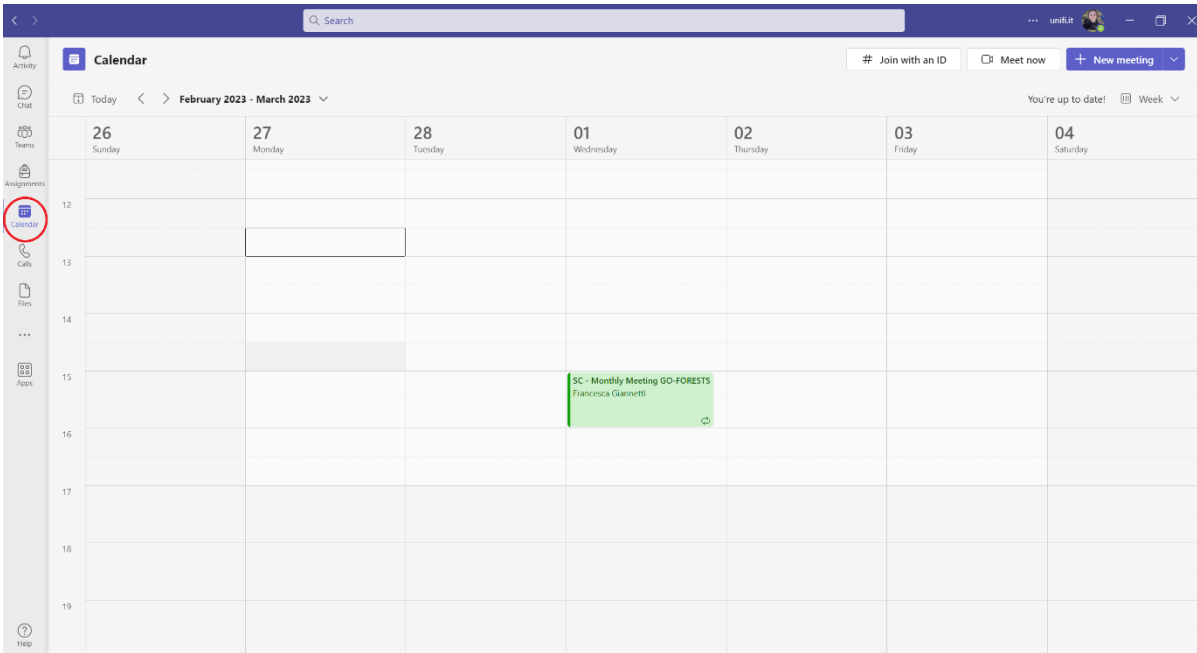 Search
unifi.it
Activity
Calendar
# Join with an ID
Meet now
+ New meeting
Chat
Today
February 2023 - March 2023
You're up to date!
Week
Teams
26
Sunday
27
Monday
28
Tuesday
01
Wednesday
02
Thursday
03
Friday
04
Saturday
Assignments
Calendar
Calls
Files
...
Apps
Help
12
13
14
15
16
17
18
19
SC - Monthly Meeting GO-FORESTS
Francesca Giannetti